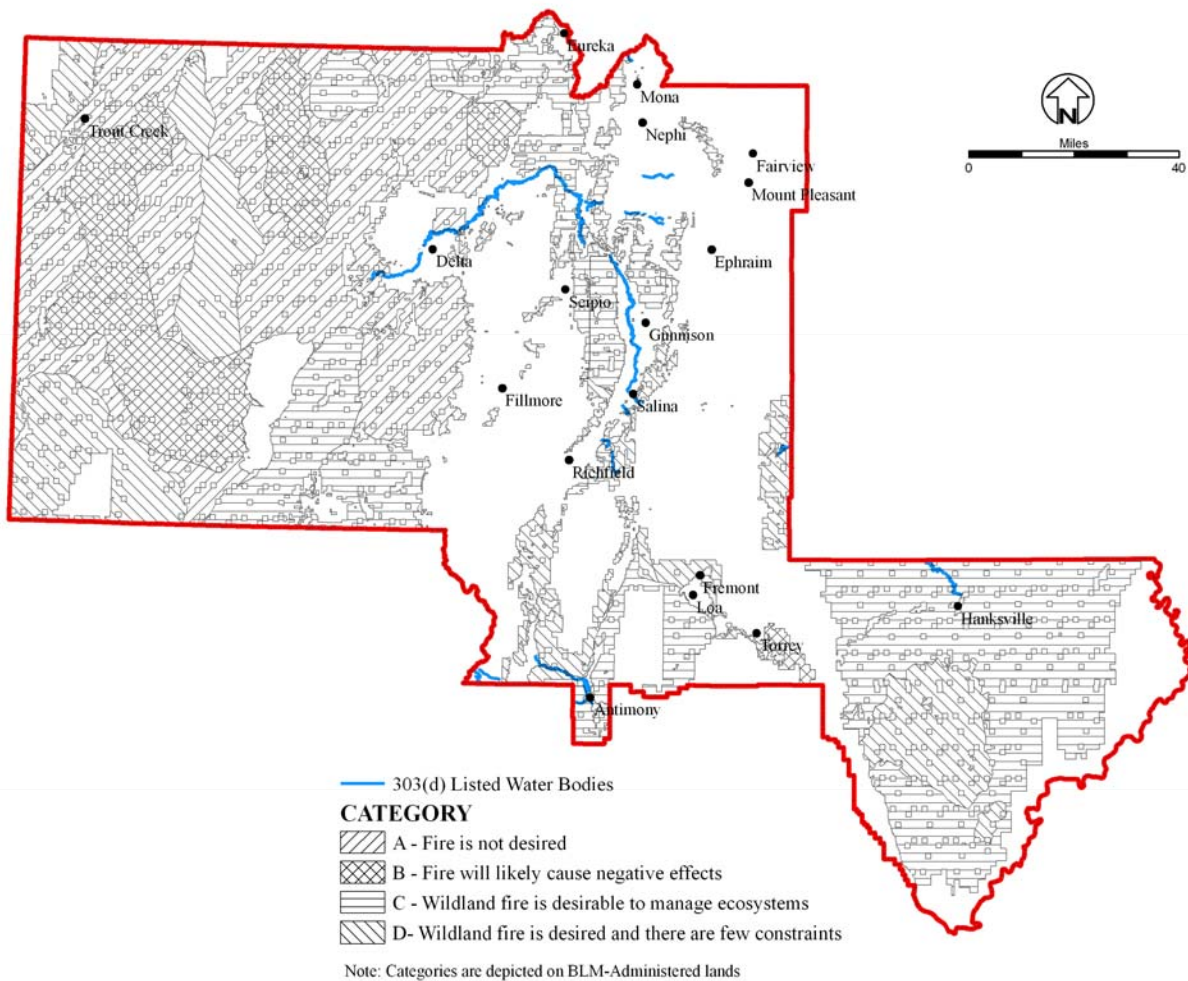 Eureka
Mona
Trout Creek
Nephi
Fairview
Mount Pleasant
N
Miles
0 40
Delta
Ephraim
Scipio
Gunnison
Fillmore
Salina
Richfield
Fremont
Loa
Hanksville
Torrey
Antimony
303(d) Listed Water Bodies
CATEGORY
A - Fire is not desired
B - Fire will likely cause negative effects
C - Wildland fire is desirable to manage ecosystems
D- Wildland fire is desired and there are few constraints
Note: Categories are depicted on BLM-Administered lands